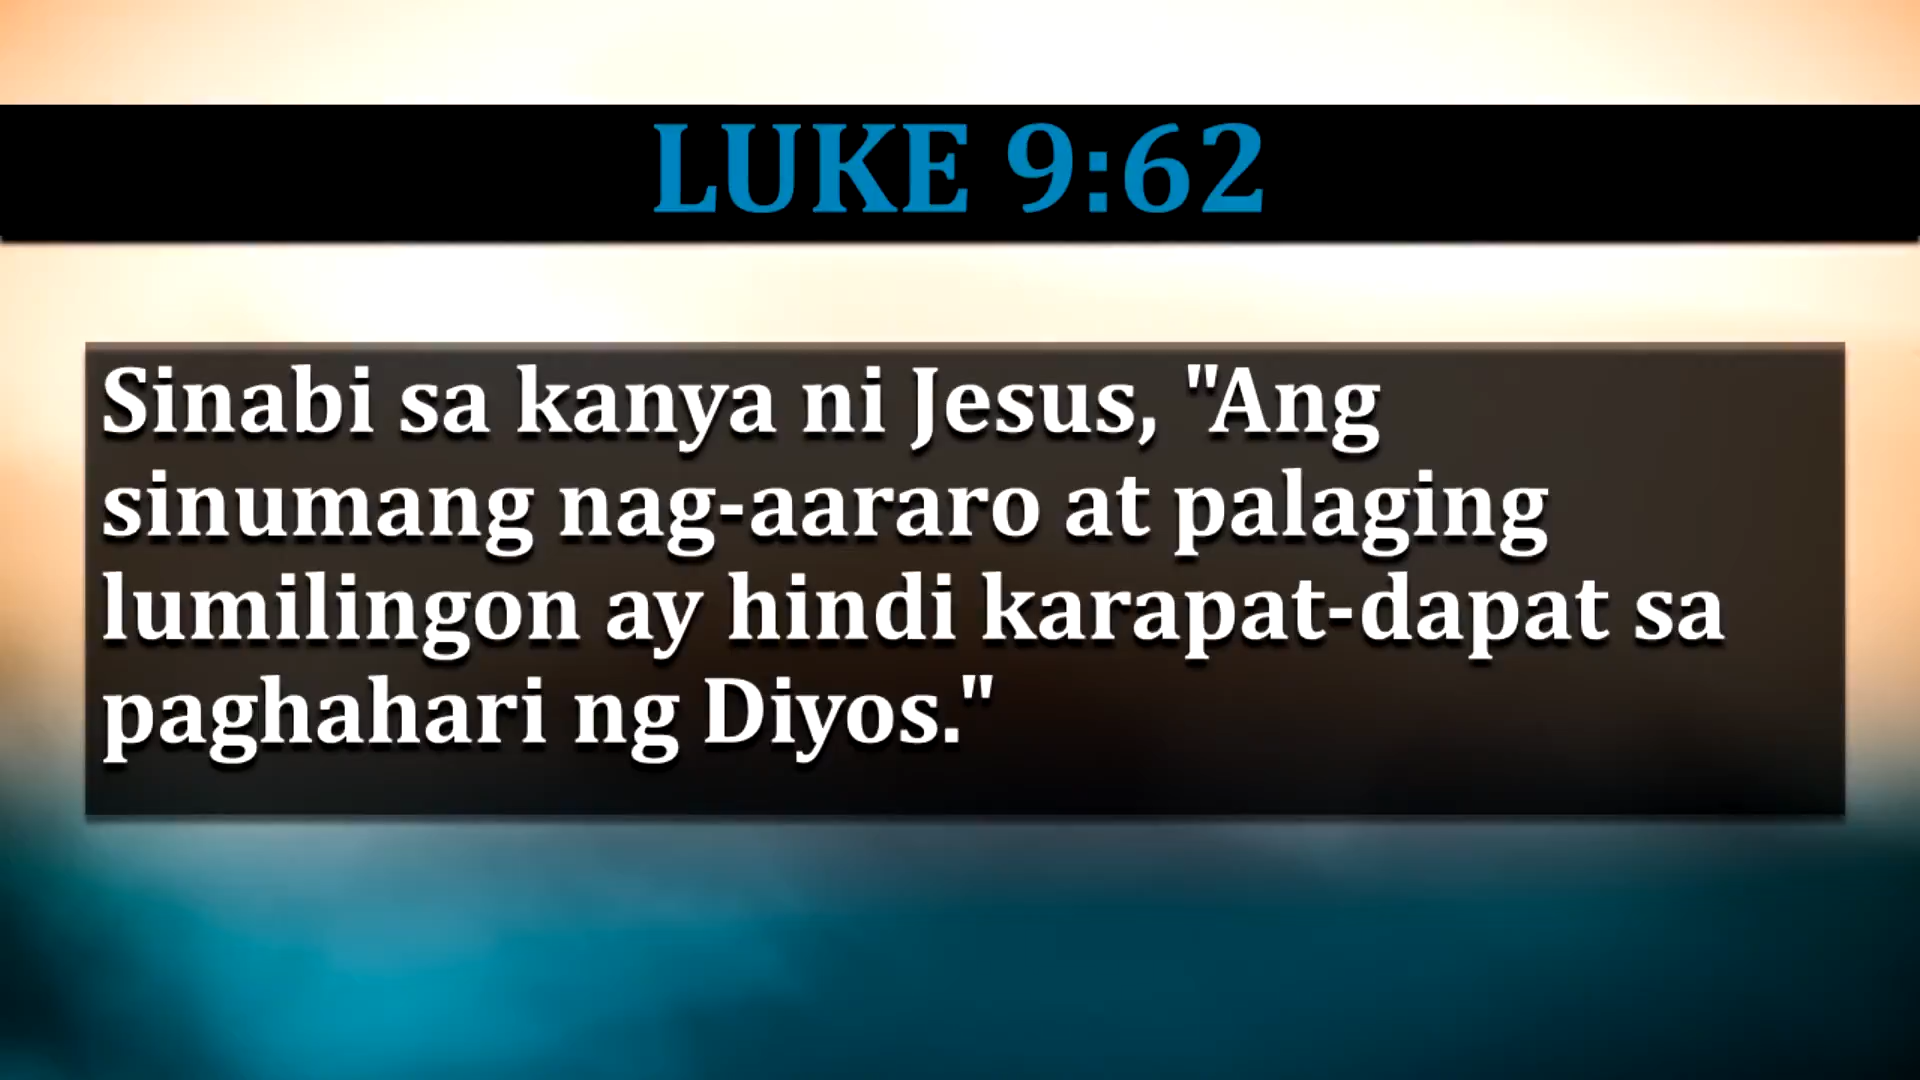 LUKE 9:62
Sinabi sa kanya ni Jesus, "Ang
sinumang nag-aararo at palaging
lumilingon ay hindi karapat-dapat sa
paghahari ng Diyos."